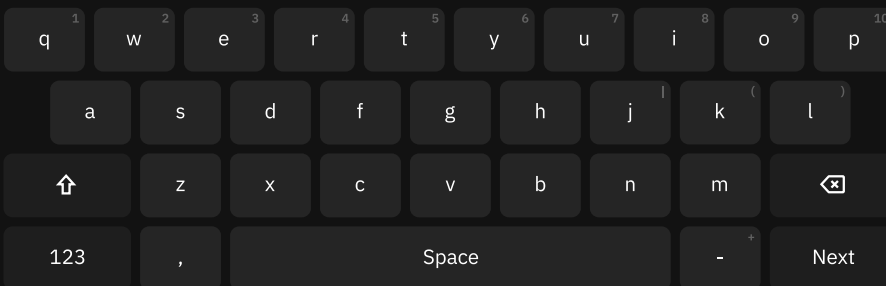 q 1 w 2 e 3 r 4 t 5 y 6 u 7 i 8 o 9 p 10
a s d f g h j | k ( l )
z x c v b n m
123 , Space - + Next